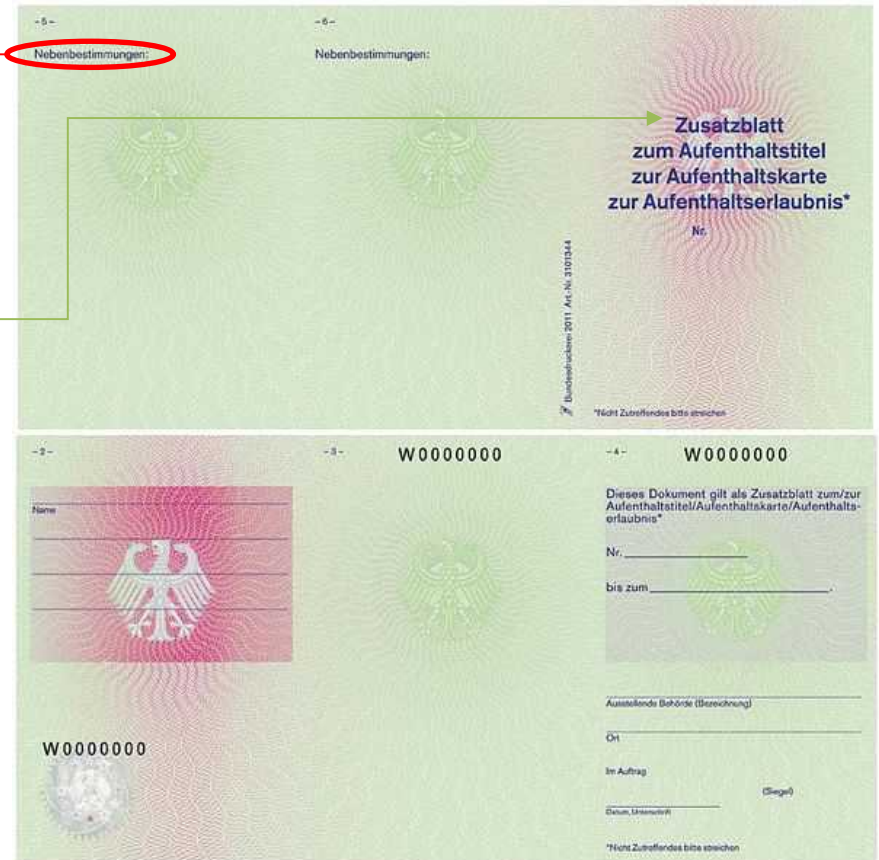 -5-
Nebenbestimmungen:
-6-
Nebenbestimmungen:
Zusatzblatt
zum Aufenthaltstitel
zur Aufenthaltskarte
zur Aufenthaltserlaubnis*
Nr.
Bundesdruckerei 2011 Art.-Nr. 3101344
*Nicht Zutreffendes bitte streichen
-2-
Name
W0000000
-3-
W0000000
-4-
W0000000
Dieses Dokument gilt als Zusatzblatt zum/zur
Aufenthaltstitel/Aufenthaltskarte/Aufenthalts-
erlaubnis*
Nr.
bis zum
.
Ausstellende Behörde (Bezeichnung)
Ort
Im Auftrag
(Siegel)
Datum, Unterschrift
*Nicht Zutreffendes bitte streichen